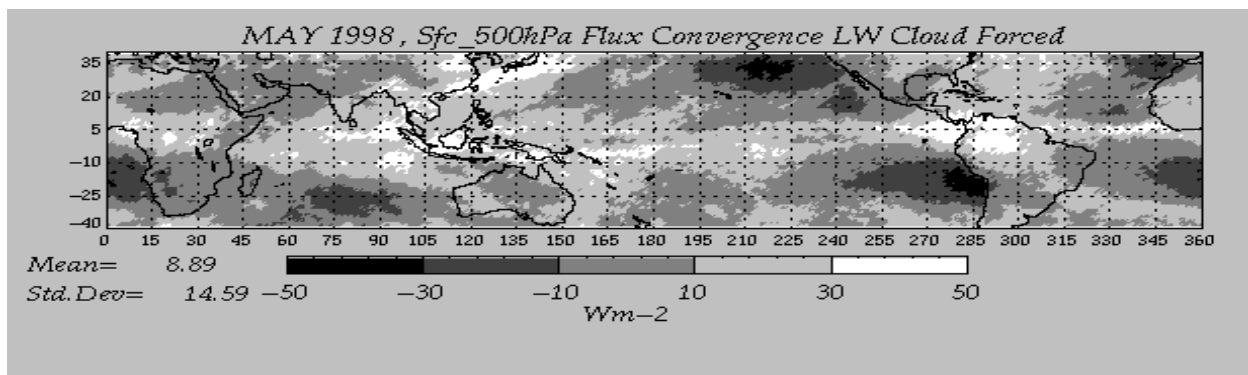 MAY 1998 , Sfc_500hPa Flux Convergence LW Cloud Forced
35
20
5
−10
−25
−40
0 15 30 45 60 75 90 105 120 135 150 165 180 195 210 225 240 255 270 285 300 315 330 345 360
Mean= 8.89
Std.Dev= 14.59 −50 −30 −10 10 30 50
Wm−2